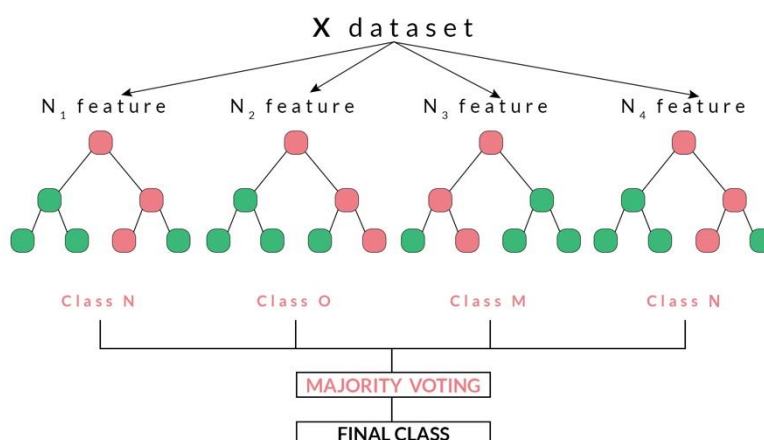 X dataset
N₁ feature
N₂ feature
N₃ feature
N₄ feature
Class N
Class O
Class M
Class N
MAJORITY VOTING
FINAL CLASS